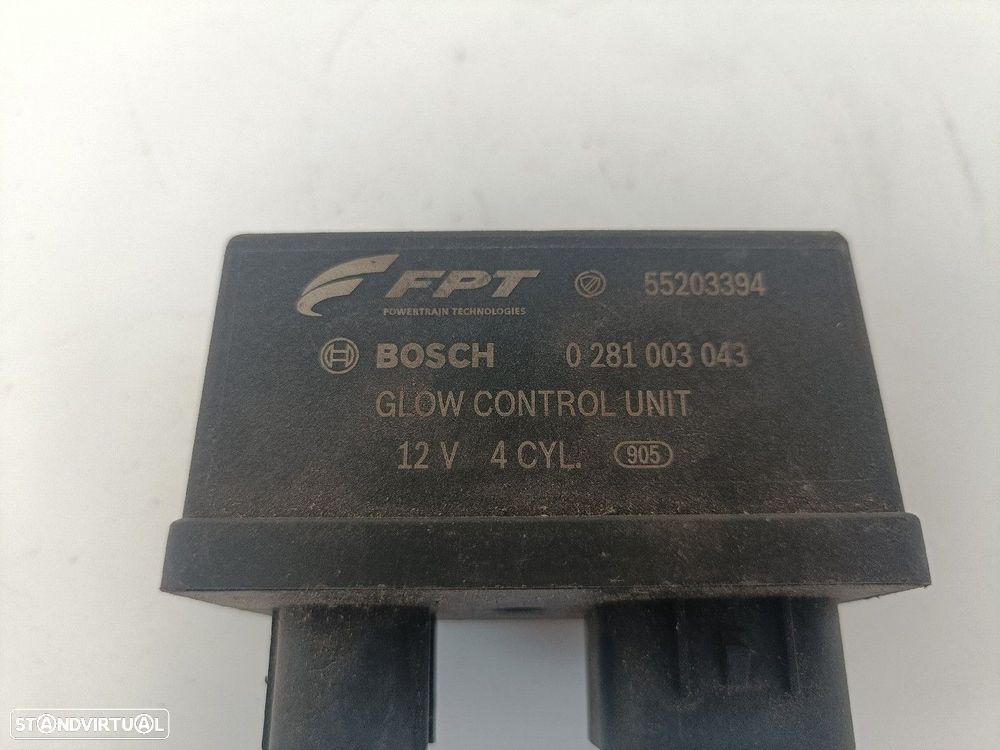 FPT 55203394
POWERTRAIN TECHNOLOGIES
BOSCH 0 281 003 043
GLOW CONTROL UNIT
12 V 4 CYL. 905
STANDVIRTUAL